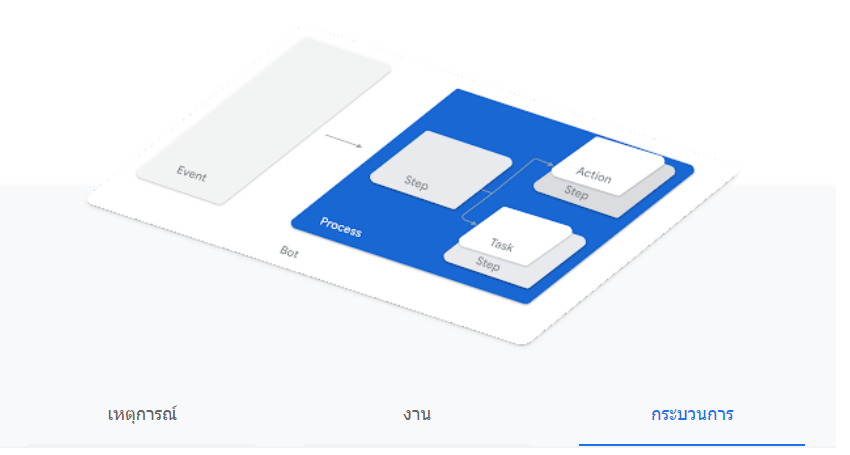 Event
Step
Action
Step
Process
Task
Step
Bot
เหตุการณ์
งาน
กระบวนการ